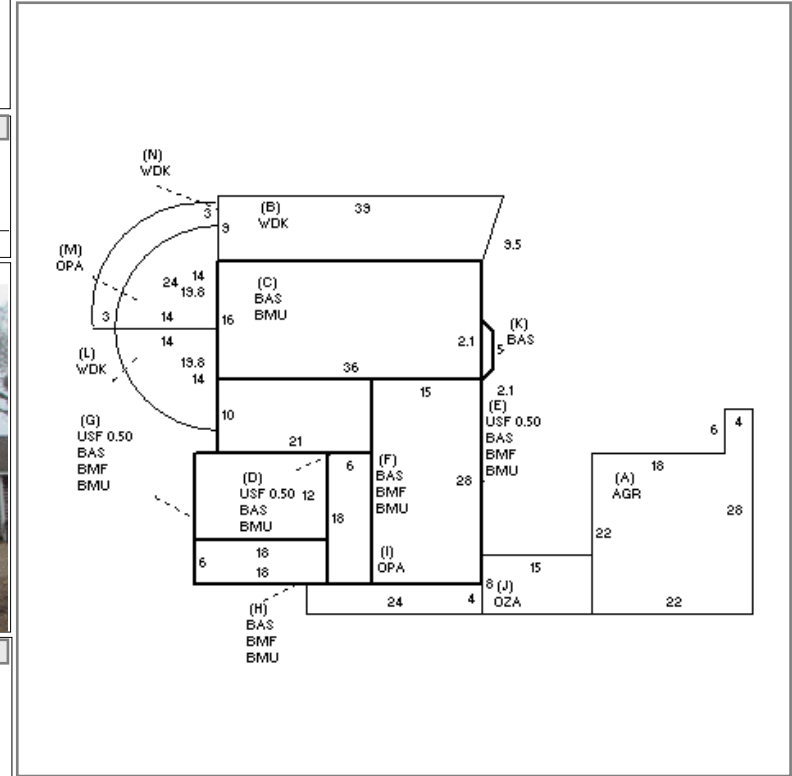 (N)
WDK
3
(B)
WDK
39
9
9.5
(M)
OPA
24
14
19.8
(C)
BAS
BMU
16
3
14
14
(K)
BAS
2.1
5
(L)
WDK
19.8
14
36
15
2.1
(E)
USF 0.50
BAS
BMF
BMU
(G)
USF 0.50
BAS
BMF
BMU
10
21
6
(F)
BAS
BMF
BMU
28
(D)
USF 0.50
BAS
BMU
12
18
6
4
18
(A)
AGR
28
22
6
18
18
(I)
OPA
15
8
(J)
OZA
24
4
22
(H)
BAS
BMF
BMU